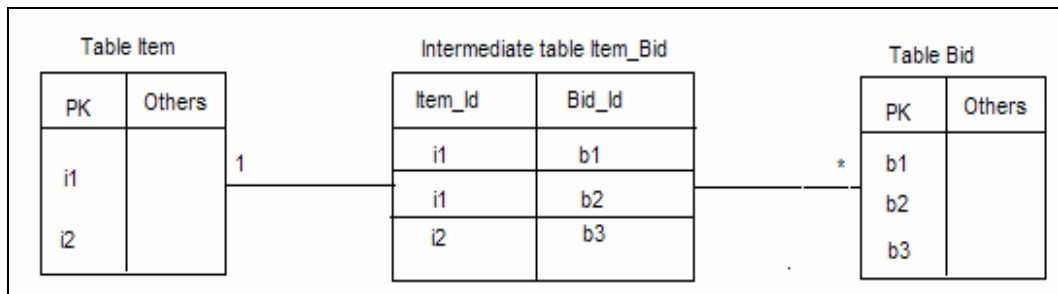 Table Item
Intermediate table Item_Bid
Table Bid
PK Others
Item_Id Bid_Id
PK Others
1
*
i1 b1
b1
i1
i1 b2
b2
i2
i2 b3
b3